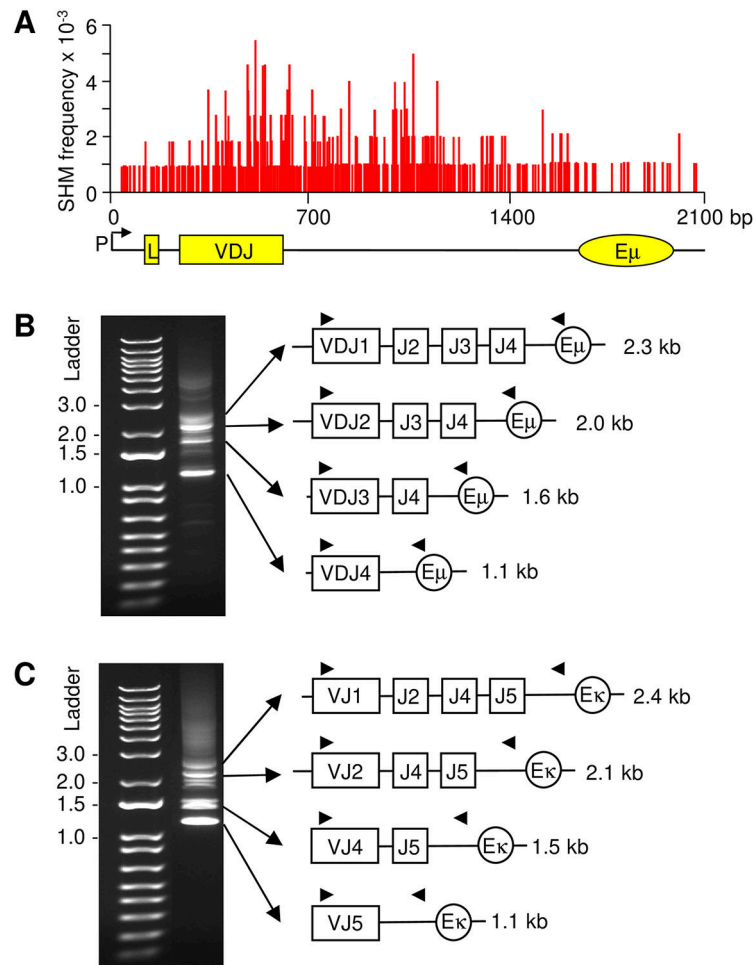 A
SHM frequency x 10-3
6
4
2
0
0 700 1400 2100 bp
P L VDJ Eµ
B
Ladder
3.0 -
2.0 -
1.5 -
1.0 -
VDJ1 J2 J3 J4 Eµ 2.3 kb
VDJ2 J3 J4 Eµ 2.0 kb
VDJ3 J4 Eµ 1.6 kb
VDJ4 Eµ 1.1 kb
C
Ladder
3.0 -
2.0 -
1.5 -
1.0 -
VJ1 J2 J4 J5 Eκ 2.4 kb
VJ2 J4 J5 Eκ 2.1 kb
VJ4 J5 Eκ 1.5 kb
VJ5 Eκ 1.1 kb